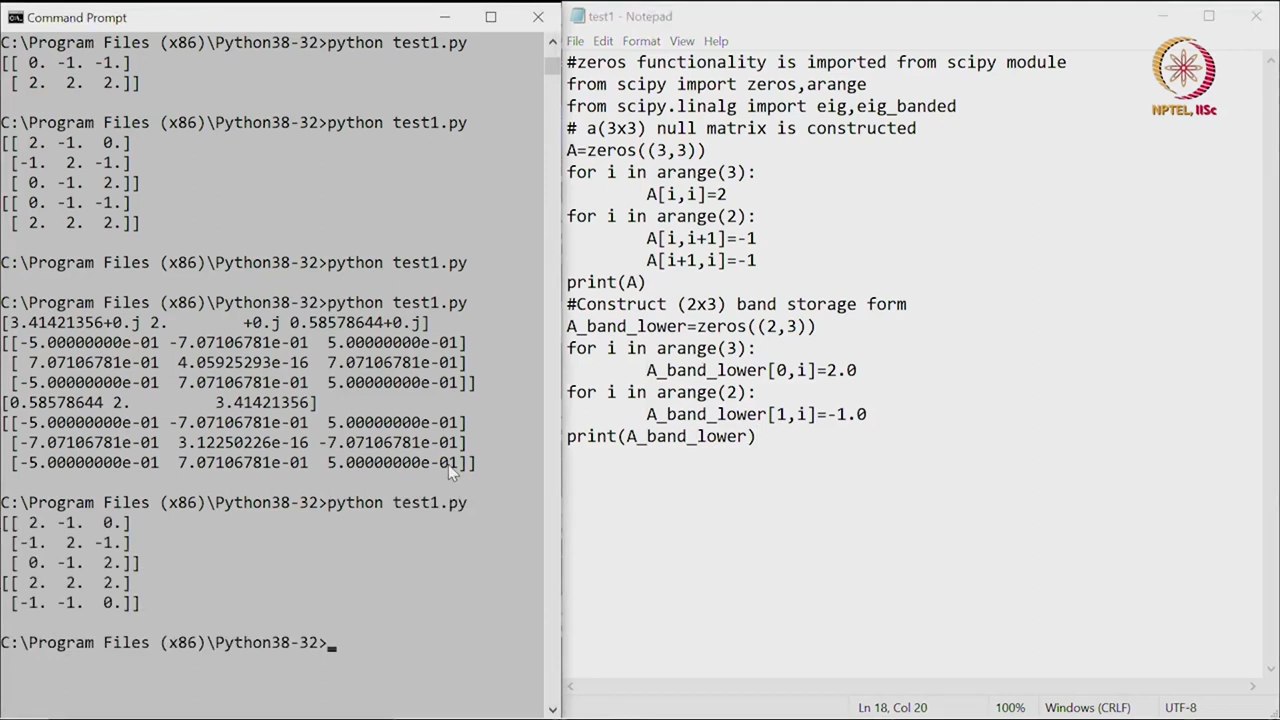 Command Prompt
C:\Program Files (x86)\Python38-32>python test1.py
[[ 0. -1. -1.]
 [ 2.  2.  2.]]
C:\Program Files (x86)\Python38-32>python test1.py
[[ 2. -1.  0.]
 [-1.  2. -1.]
 [ 0. -1.  2.]]
[[ 0. -1. -1.]
 [ 2.  2.  2.]]
C:\Program Files (x86)\Python38-32>python test1.py
C:\Program Files (x86)\Python38-32>python test1.py
[3.41421356+0.j 2.        +0.j 0.58578644+0.j]
[[-5.00000000e-01 -7.07106781e-01  5.00000000e-01]
 [ 7.07106781e-01  4.05925293e-16  7.07106781e-01]
 [-5.00000000e-01  7.07106781e-01  5.00000000e-01]]
[0.58578644 2.         3.41421356]
[[-5.00000000e-01 -7.07106781e-01  5.00000000e-01]
 [-7.07106781e-01  3.12250226e-16 -7.07106781e-01]
 [-5.00000000e-01  7.07106781e-01  5.00000000e-01]]
C:\Program Files (x86)\Python38-32>python test1.py
[[ 2. -1.  0.]
 [-1.  2. -1.]
 [ 0. -1.  2.]]
[[ 2.  2.  2.]
 [-1. -1.  0.]]
C:\Program Files (x86)\Python38-32>
test1 - Notepad
File Edit Format View Help
#zeros functionality is imported from scipy module
from scipy import zeros,arange
from scipy.linalg import eig,eig_banded
# a(3x3) null matrix is constructed
A=zeros((3,3))
for i in arange(3):
        A[i,i]=2
for i in arange(2):
        A[i,i+1]=-1
        A[i+1,i]=-1
print(A)
#Construct (2x3) band storage form
A_band_lower=zeros((2,3))
for i in arange(3):
        A_band_lower[0,i]=2.0
for i in arange(2):
        A_band_lower[1,i]=-1.0
print(A_band_lower)
NPTEL, IISc
Ln 18, Col 20 100% Windows (CRLF) UTF-8